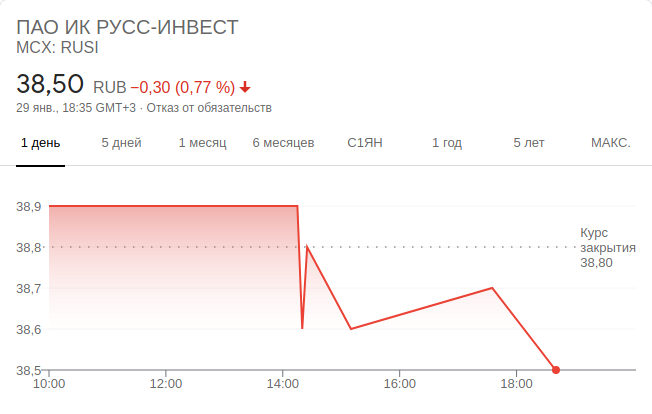 ПАО ИК РУСС-ИНВЕСТ
MCX: RUSI
38,50 RUB −0,30 (0,77 %)
29 янв., 18:35 GMT+3 · Отказ от обязательств
1 день 5 дней 1 месяц 6 месяцев С1ЯН 1 год 5 лет МАКС.
38,9
Курс
38,8 закрытия
38,80
38,7
38,6
38,5
10:00 12:00 14:00 16:00 18:00